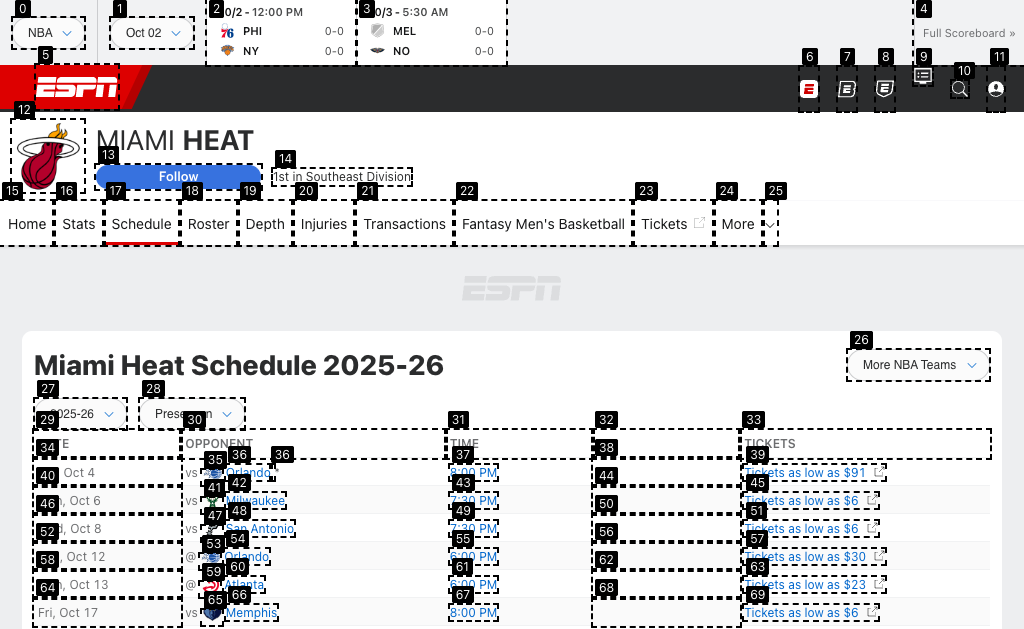 0 1 2 3 4
NBA
Oct 02
0/2 - 12:00 PM
PHI 0-0
NY 0-0
0/3 - 5:30 AM
MEL 0-0
NO 0-0
Full Scoreboard »
5 6 7 8 9 10 11
ESPN
12
MIAMI HEAT
13 14
Follow
1st in Southeast Division
15 16 17 18 19 20 21 22 23 24 25
Home Stats Schedule Roster Depth Injuries Transactions Fantasy Men's Basketball Tickets More
ESPN
26
Miami Heat Schedule 2025-26
More NBA Teams
27 28
2025-26
29 30 31 32 33
OPPONENT TIME TICKETS
34 35 36 36 37 38 39
Oct 4 vs Orlando * 8:00 PM Tickets as low as $91
40 41 42 43 44 45
Oct 6 vs Milwaukee 7:30 PM Tickets as low as $6
46 47 48 49 50 51
Oct 8 vs San Antonio 7:30 PM Tickets as low as $6
52 53 54 55 56 57
Oct 12 @ Orlando 6:00 PM Tickets as low as $30
58 59 60 61 62 63
Oct 13 @ Atlanta 6:00 PM Tickets as low as $23
64 65 66 67 68 69
Fri, Oct 17 vs Memphis 8:00 PM Tickets as low as $6